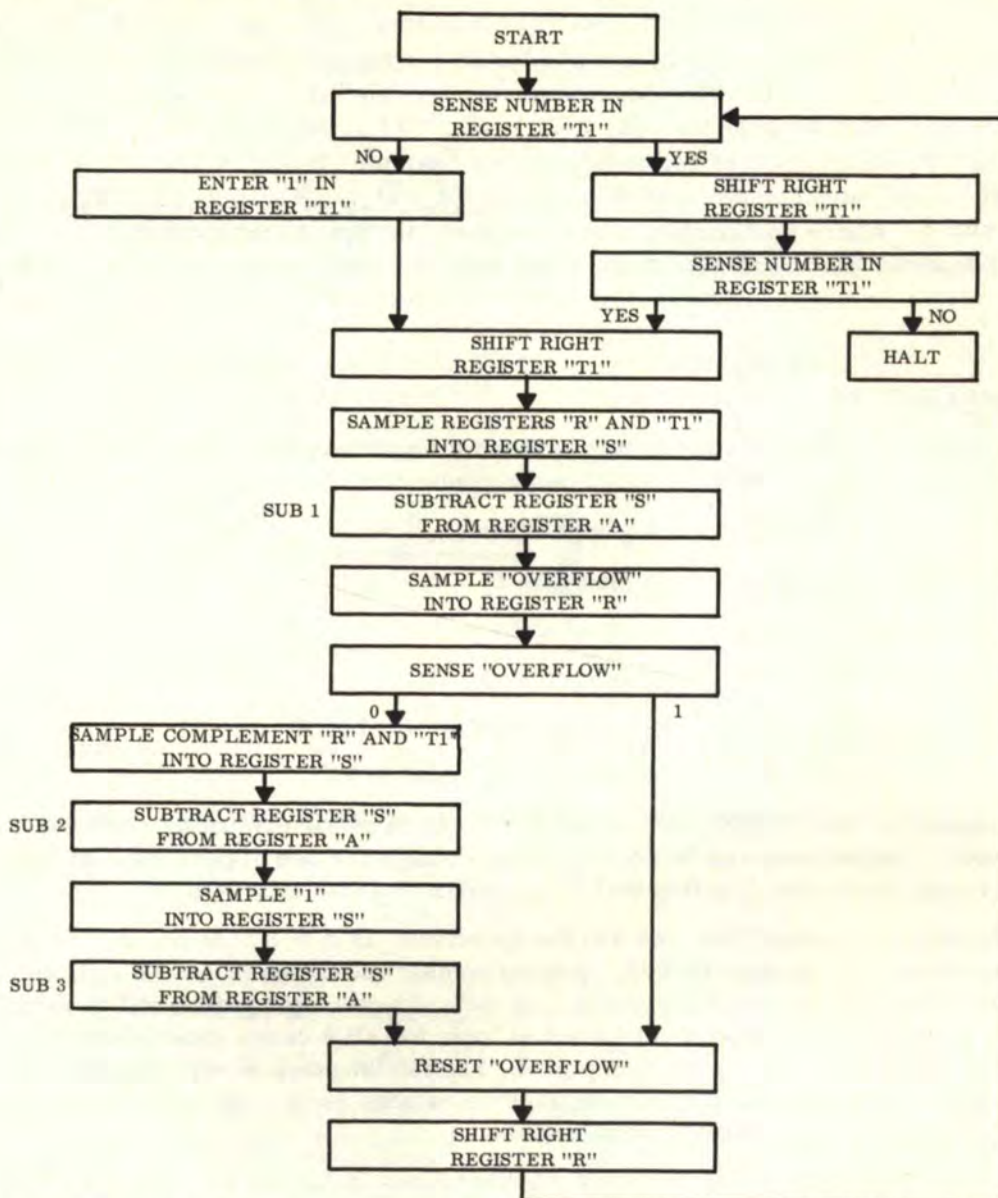 START
SENSE NUMBER IN
REGISTER "T1"
NO
YES
ENTER "1" IN
REGISTER "T1"
SHIFT RIGHT
REGISTER "T1"
SENSE NUMBER IN
REGISTER "T1"
YES
NO
SHIFT RIGHT
REGISTER "T1"
HALT
SAMPLE REGISTERS "R" AND "T1"
INTO REGISTER "S"
SUB 1
SUBTRACT REGISTER "S"
FROM REGISTER "A"
SAMPLE "OVERFLOW"
INTO REGISTER "R"
SENSE "OVERFLOW"
0
1
SAMPLE COMPLEMENT "R" AND "T1"
INTO REGISTER "S"
SUB 2
SUBTRACT REGISTER "S"
FROM REGISTER "A"
SAMPLE "1"
INTO REGISTER "S"
SUB 3
SUBTRACT REGISTER "S"
FROM REGISTER "A"
RESET "OVERFLOW"
SHIFT RIGHT
REGISTER "R"